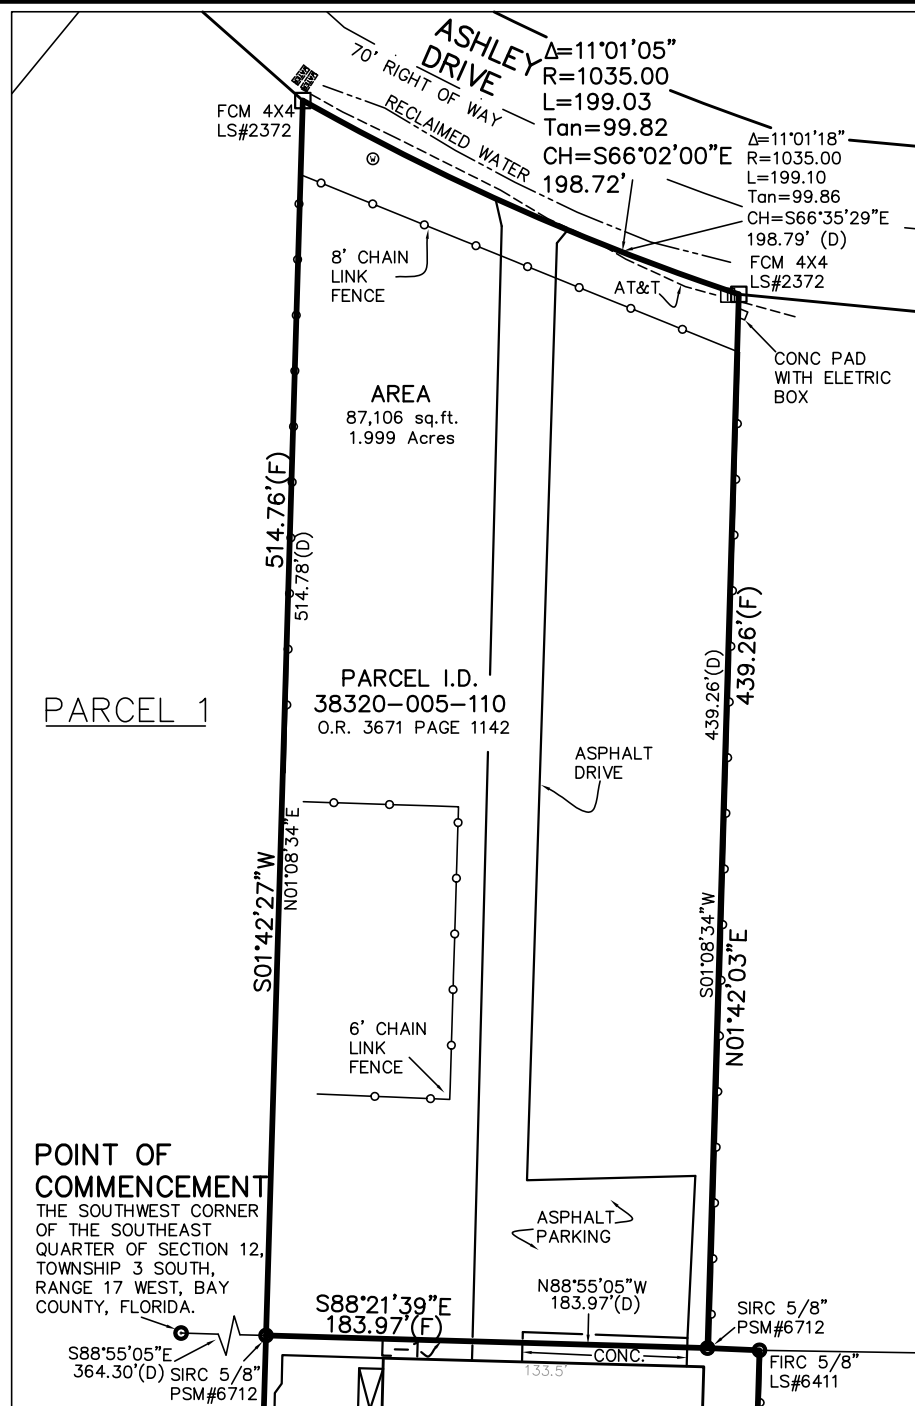 ASHLEY
DRIVE
70' RIGHT OF WAY
RECLAIMED WATER
Δ=11°01'05"
R=1035.00
L=199.03
Tan=99.82
CH=S66°02'00"E
198.72'
Δ=11°01'18"
R=1035.00
L=199.10
Tan=99.86
CH=S66°35'29"E
198.79' (D)
FCM 4X4
LS#2372
FCM 4X4
LS#2372
8' CHAIN
LINK
FENCE
AT&T
CONC PAD
WITH ELETRIC
BOX
AREA
87,106 sq.ft.
1.999 Acres
514.76'(F)
514.78'(D)
439.26'(F)
439.26'(D)
PARCEL 1
PARCEL I.D.
38320-005-110
O.R. 3671 PAGE 1142
ASPHALT
DRIVE
S01°42'27"W
N01°08'34"E
S01°08'34"W
N01°42'03"E
6' CHAIN
LINK
FENCE
POINT OF
COMMENCEMENT
THE SOUTHWEST CORNER
OF THE SOUTHEAST
QUARTER OF SECTION 12,
TOWNSHIP 3 SOUTH,
RANGE 17 WEST, BAY
COUNTY, FLORIDA.
ASPHALT
PARKING
N88°55'05"W
183.97'(D)
S88°21'39"E
183.97'(F)
SIRC 5/8"
PSM#6712
S88°55'05"E
364.30'(D)
SIRC 5/8"
PSM#6712
CONC.
133.5'
FIRC 5/8"
LS#6411